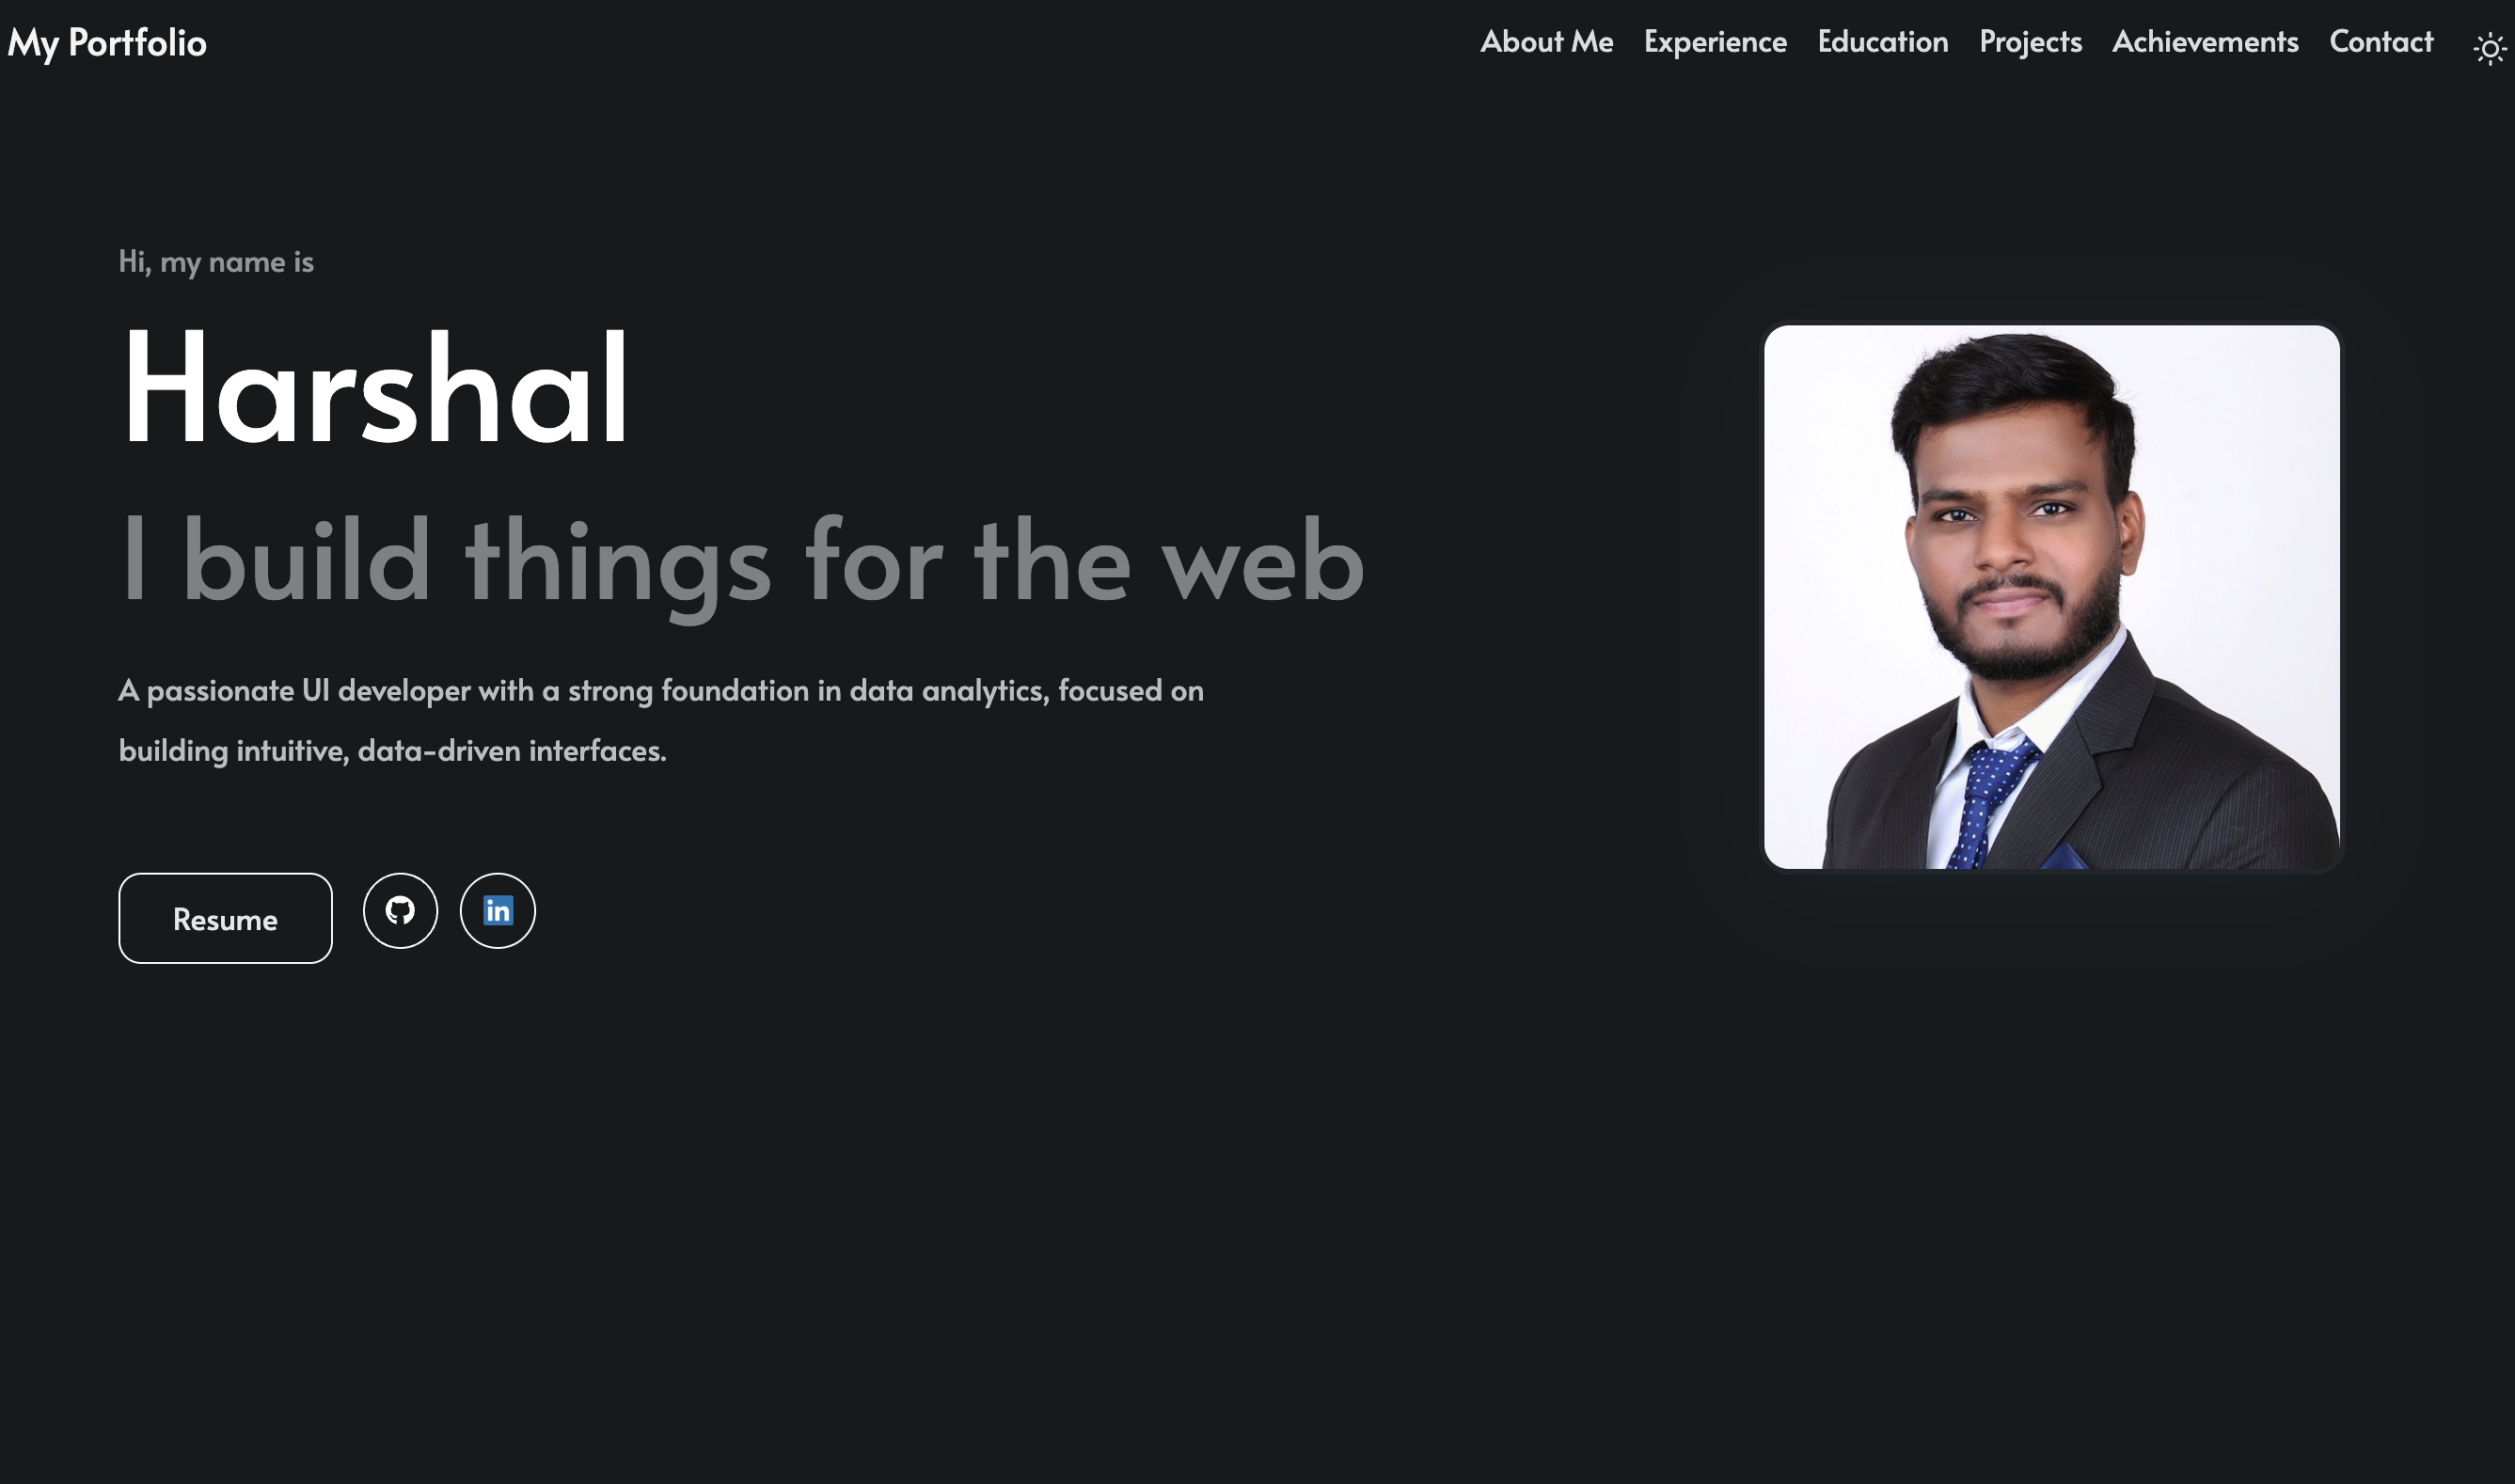 My Portfolio
About Me Experience Education Projects Achievements Contact
Hi, my name is
Harshal
I build things for the web
A passionate UI developer with a strong foundation in data analytics, focused on
building intuitive, data-driven interfaces.
Resume
in